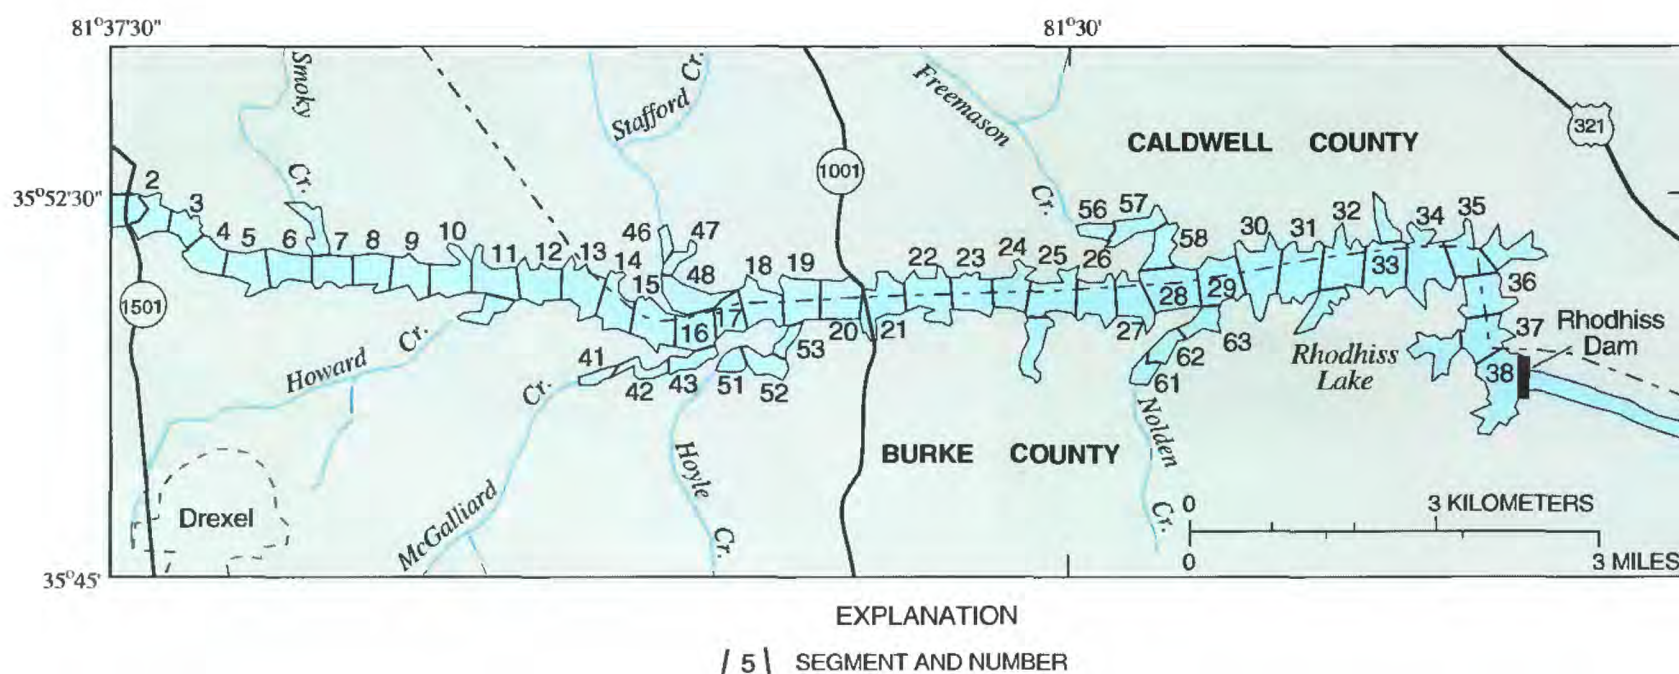 81°37'30"
81°30'
Smoky
Cr.
Stafford
Cr.
Freemason
Cr.
CALDWELL COUNTY
321
1001
35°52'30"
2
3
4
5
6
7
8
9
10
11
12
13
14
15
46
47
48
18
19
22
23
24
25
26
56
57
58
30
31
32
33
34
35
36
37
38
16
17
20
21
27
28
29
63
62
61
53
52
51
43
42
41
1501
Howard
Cr.
Cr.
McGalliard
Hoyle
Cr.
Nolden
Cr.
Rhodhiss
Lake
Rhodhiss
Dam
BURKE COUNTY
Drexel
0
3 KILOMETERS
0
3 MILES
35°45'
EXPLANATION
5 SEGMENT AND NUMBER